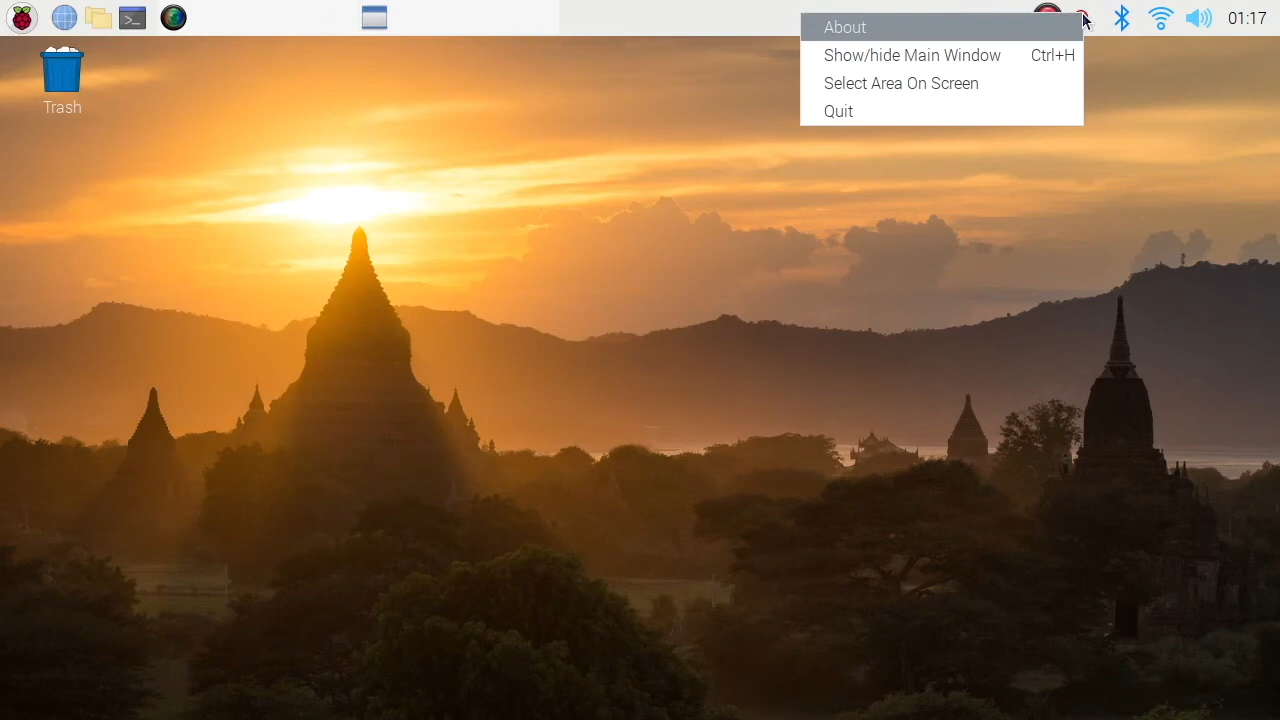 01:17
About
Show/hide Main Window Ctrl+H
Select Area On Screen
Quit
Trash